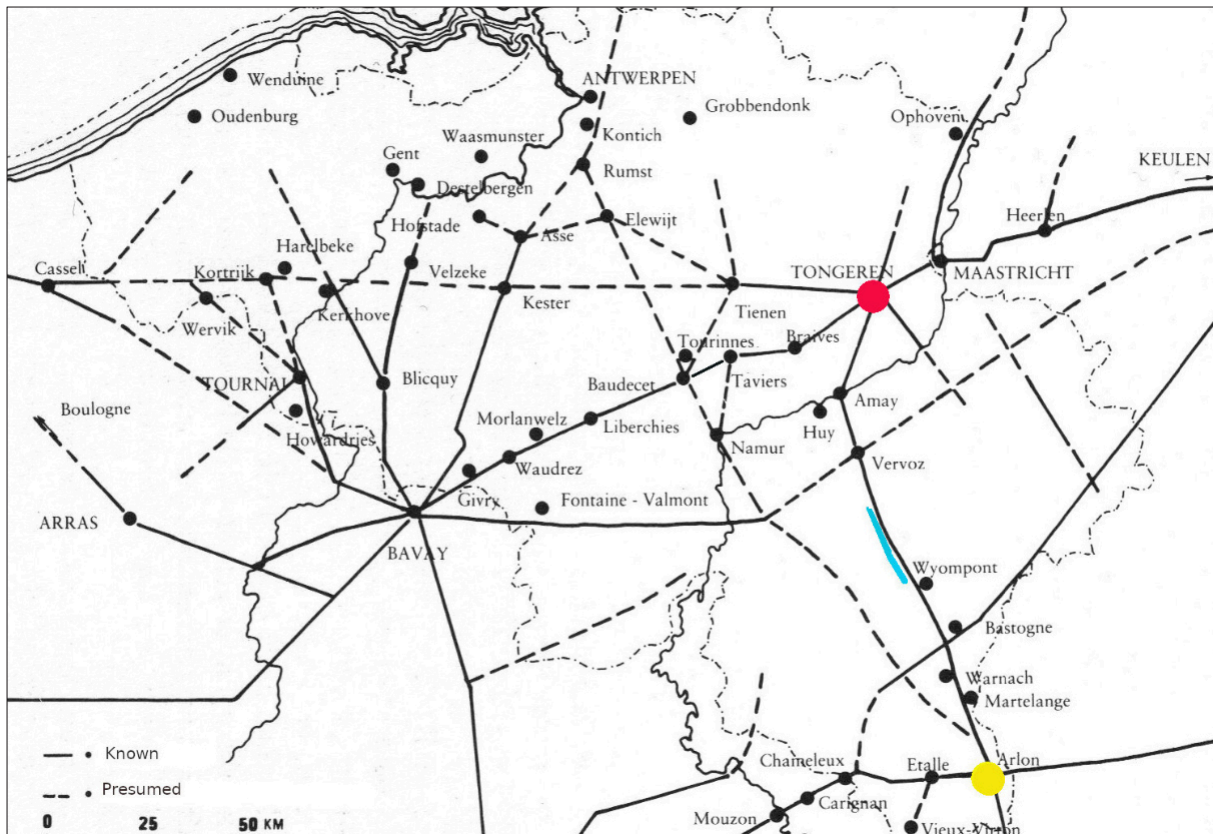 Wenduine
ANTWERPEN
Oudenburg
Grobbendonk
Ophoven
Kontich
Waasmunster
Gent
KEULEN
Rumst
Destelbergen
Heerlen
Elewijt
Hofstade
Asse
Harelbeke
Cassel
Kortrijk
Velzeke
TONGEREN
MAASTRICHT
Kester
Wervik
Kerkhove
Tienen
Braives
Tourinnes
TOURNAI
Blicquy
Baudecet
Taviers
Amay
Boulogne
Morlanwelz
Liberchies
Huy
Howardries
Namur
Vervoz
Waudrez
Givry
Fontaine - Valmont
ARRAS
BAVAY
Wyompont
Bastogne
Warnach
Martelange
Known
Chameleux
Etalle
Arlon
Presumed
Carignan
0 25 50 KM
Mouzon
Vieux-Virton